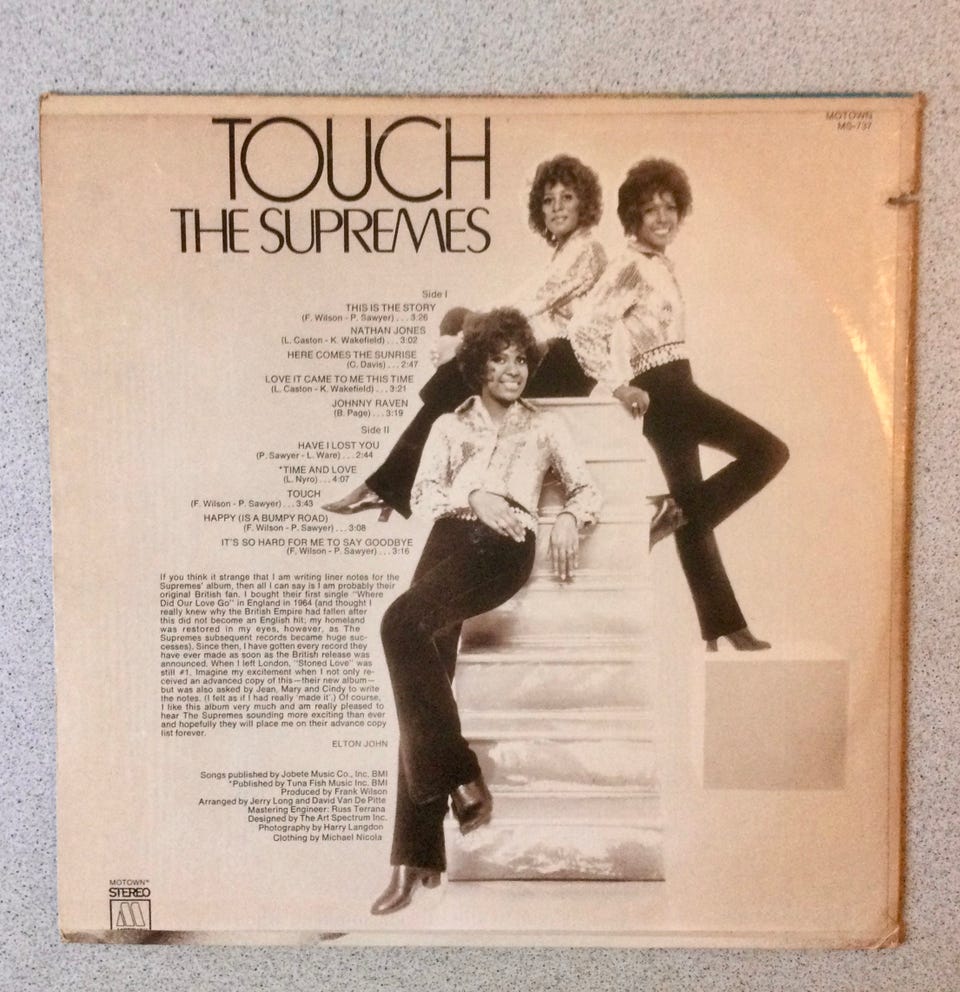 TOUCH
THE SUPREMES
MOTOWN
MS-737
Side I
THIS IS THE STORY
(F. Wilson - P. Sawyer) . . . 3:26
NATHAN JONES
(L. Caston - K. Wakefield) . . . 3:02
HERE COMES THE SUNRISE
(C. Davis) . . . 2:47
LOVE IT CAME TO ME THIS TIME
(L. Caston - K. Wakefield) . . . 3:21
JOHNNY RAVEN
(B. Page) . . . 3:19
Side II
HAVE I LOST YOU
(P. Sawyer - L. Ware) . . . 2:44
*TIME AND LOVE
(L. Nyro) . . . 4:07
TOUCH
(F. Wilson - P. Sawyer) . . . 3:43
HAPPY (IS A BUMPY ROAD)
(F. Wilson - P. Sawyer) . . . 3:08
IT'S SO HARD FOR ME TO SAY GOODBYE
(F. Wilson - P. Sawyer) . . . 3:16
If you think it strange that I am writing liner notes for the
Supremes' album, then all I can say is I am probably their
original British fan. I bought their first single "Where
Did Our Love Go" in England in 1964 (and thought I
really knew why the British Empire had fallen after
this did not become an English hit; my homeland
was restored in my eyes, however, as The
Supremes subsequent records became huge suc-
cesses). Since then, I have gotten every record they
have ever made as soon as the British release was
announced. When I left London, "Stoned Love" was
still #1. Imagine my excitement when I not only re-
ceived an advanced copy of this—their new album—
but was also asked by Jean, Mary and Cindy to write
the notes. (I felt as if I had really 'made it'.) Of course,
I like this album very much and am really pleased to
hear The Supremes sounding more exciting than ever
and hopefully they will place me on their advance copy
list forever.
ELTON JOHN
Songs published by Jobete Music Co., Inc. BMI
*Published by Tuna Fish Music Inc. BMI
Produced by Frank Wilson
Arranged by Jerry Long and David Van De Pitte
Mastering Engineer: Russ Terrana
Designed by The Art Spectrum Inc.
Photography by Harry Langdon
Clothing by Michael Nicola
MOTOWN®
STEREO
M